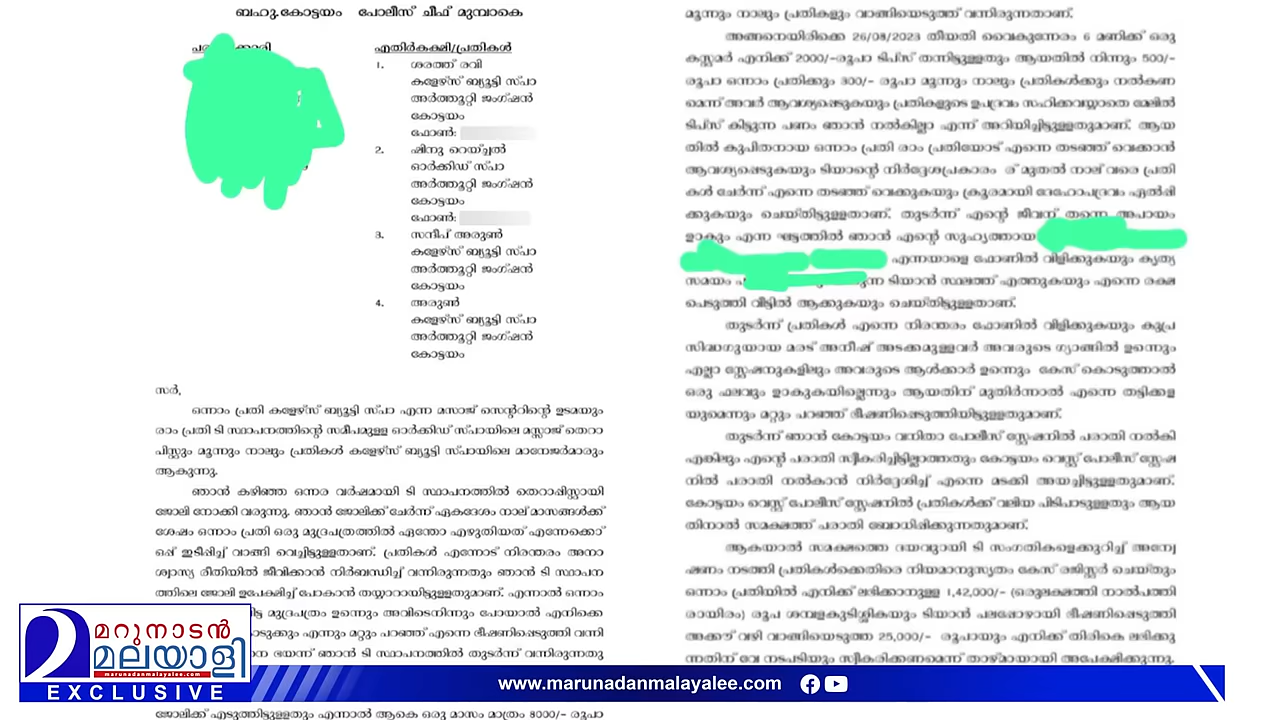 ബഹു.കോട്ടയം പോലീസ് ചീഫ് മുമ്പാകെ
എതിർകക്ഷി/പ്രതികൾ
1. ശരത്ത് രവി
കളേഴ്സ് ബ്യൂട്ടി സ്പാ
അർത്തൂറ്റി ജംഗ്ഷൻ
കോട്ടയം
ഫോൺ:
2. ഷിനു റെയ്ച്ചൽ
ഓർക്കിഡ് സ്പാ
അർത്തൂറ്റി ജംഗ്ഷൻ
കോട്ടയം
ഫോൺ:
3. സനീപ് അരുൺ
കളേഴ്സ് ബ്യൂട്ടി സ്പാ
അർത്തൂറ്റി ജംഗ്ഷൻ
കോട്ടയം
4. അരുൺ
കളേഴ്സ് ബ്യൂട്ടി സ്പാ
അർത്തൂറ്റി ജംഗ്ഷൻ
കോട്ടയം
സർ,
ഒന്നാം പ്രതി കളേഴ്സ് ബ്യൂട്ടി സ്പാ എന്ന മസാജ് സെന്ററിന്റെ ഉടമയും
രാം പ്രതി ടി സ്ഥാപനത്തിന്റെ സമീപമുള്ള ഓർക്കിഡ് സ്പായിലെ മസ്സാജ് തെറാ
പിസ്റ്റും മൂന്നും നാലും പ്രതികൾ കളേഴ്സ് ബ്യൂട്ടി സ്പായിലെ മാനേജർമാരും
ആകുന്നു.
ഞാൻ കഴിഞ്ഞ ഒന്നര വർഷമായി ടി സ്ഥാപനത്തിൽ തെറാപ്പിസ്റ്റായി
ജോലി നോക്കി വരുന്നു. ഞാൻ ജോലിക്ക് ചേർന്ന് ഏകദേശം നാല് മാസങ്ങൾക്ക്
ശേഷം ഒന്നാം പ്രതി ഒരു മുദ്രപത്രത്തിൽ ഏന്തോ എഴുതിയത് എന്നേക്കൊ
ഒപ്പ് ഇടീപ്പിച്ച് വാങ്ങി വെച്ചിട്ടുള്ളതാണ്. പ്രതികൾ എന്നോട് നിരന്തരം അനാ
ശ്വാസ്യ രീതിയിൽ ജീവിക്കാൻ നിർബന്ധിച്ച് വന്നിരുന്നതും ഞാൻ ടി സ്ഥാപന
ത്തിലെ ജോലി ഉപേക്ഷിച്ച് പോകാൻ തയ്യാറായിട്ടുള്ളതുമാണ്. എന്നാൽ ഒന്നാം
മുദ്രപത്രം ഉന്നെും അവിടെനിന്നും പോയാൽ എനിക്കെ
എന്നും മറ്റും പറഞ്ഞ് എന്നെ ഭീഷണിപ്പെടുത്തി വന്നി
ഭയന്ന് ഞാൻ ടി സ്ഥാപനത്തിൽ തുടർന്ന് വന്നിരുന്നതു
ജോലിക്ക് എടുത്തിട്ടുള്ളതും എന്നാൽ ആകെ ഒരു മാസം മാത്രം 8000/- രൂപാ
മൂന്നും നാലും പ്രതികളും വാങ്ങിയെടുത്ത് വന്നിരുന്നതാണ്.
അങ്ങനെയിരിക്കെ 26/08/2023 തീയതി വൈകുന്നേരം 6 മണിക്ക് ഒരു
കസ്റ്റമർ എനിക്ക് 2000/-രൂപാ ടിപ്സ് തന്നിട്ടുള്ളതും ആയതിൽ നിന്നും 500/-
രൂപാ ഒന്നാം പ്രതിക്കും 300/- രൂപാ മൂന്നും നാലും പ്രതികൾക്കും നൽകണ
മെന്ന് അവർ ആവശ്യപ്പെടുകയും പ്രതികളുടെ ഉപദ്രവം സഹിക്കവയ്യാതെ മേലിൽ
ടിപ്സ് കിട്ടുന്ന പണം ഞാൻ നൽകില്ലാ എന്ന് അറിയിച്ചിട്ടുള്ളതുമാണ്. ആയ
തിൽ കുപിതനായ ഒന്നാം പ്രതി രാം പ്രതിയോട് എന്നെ തടഞ്ഞ് വെക്കാൻ
ആവശ്യപ്പെടുകയും ടിയാന്റെ നിർദ്ദേശപ്രകാരം ര് മുതൽ നാല് വരെ പ്രതി
കൾ ചേർന്ന് എന്നെ തടഞ്ഞ് വെക്കുകയും ക്രൂരമായി ദേഹോപദ്രവം ഏൽപ്പി
ക്കുകയും ചെയ്തിട്ടുള്ളതാണ്. തുടർന്ന് എന്റെ ജീവന് തന്നെ അപായം
ഉാകും എന്ന ഘട്ടത്തിൽ ഞാൻ എന്റെ സുഹൃത്തായ
എന്നയാളെ ഫോണിൽ വിളിക്കുകയും കൃത്യ
സമയം ടിയാൻ സ്ഥലത്ത് എത്തുകയും എന്നെ രക്ഷ
പെടുത്തി വീട്ടിൽ ആക്കുകയും ചെയ്തിട്ടുള്ളതാണ്.
തുടർന്ന് പ്രതികൾ എന്നെ നിരന്തരം ഫോണിൽ വിളിക്കുകയും കുപ്ര
സിദ്ധഗുയായ മരട് അനീഷ് അടക്കമുള്ളവർ അവരുടെ ഗ്യാങ്ങിൽ ഉന്നെും
എല്ലാ സ്റ്റേഷനുകളിലും അവരുടെ ആൾക്കാർ ഉന്നെും കേസ് കൊടുത്താൽ
ഒരു ഫലവും ഉാകുകയില്ലെന്നും ആയതിന് മുതിർന്നാൽ എന്നെ തട്ടിക്കള
യുമെന്നും മറ്റും പറഞ്ഞ് ഭീഷണിപ്പെടുത്തിയിട്ടുള്ളതുമാണ്.
തുടർന്ന് ഞാൻ കോട്ടയം വനിതാ പോലീസ് സ്റ്റേഷനിൽ പരാതി നൽകി
എങ്കിലും എന്റെ പരാതി സ്വീകരിച്ചിട്ടില്ലാത്തതും കോട്ടയം വെസ്റ്റ് പോലീസ് സ്റ്റേഷ
നിൽ പരാതി നൽകാൻ നിർദ്ദേശിച്ച് എന്നെ മടക്കി അയച്ചിട്ടുള്ളതുമാണ്.
കോട്ടയം വെസ്റ്റ് പോലീസ് സ്റ്റേഷനിൽ പ്രതികൾക്ക് വലിയ പിടിപാടുള്ളതും ആയ
തിനാൽ സമക്ഷത്ത് പരാതി ബോധിപ്പിക്കുന്നതുമാണ്.
ആകയാൽ സമക്ഷത്തെ ദയവുായി ടി സംഗതികളെക്കുറിച്ച് അന്വേ
ഷണം നടത്തി പ്രതികൾക്കെതിരെ നിയമാനുസൃതം കേസ് രജിസ്റ്റർ ചെയ്തും
ഒന്നാം പ്രതിയിൽ എനിക്ക് ലഭിക്കാനുള്ള 1,42,000/- (ഒരുലക്ഷത്തി നാൽപത്തി
രായിരം) രൂപ ശമ്പളകുടിശ്ശികയും ടിയാൻ പലപ്പോഴായി ഭീഷണിപ്പെടുത്തി
അക്കൗ വഴി വാങ്ങിയെടുത്ത 25,000/- രൂപായും എനിക്ക് തിരികെ ലഭിക്കു
ന്നതിന് വേ നടപടിയും സ്വീകരിക്കണമെന്ന് താഴ്മയായി അപേക്ഷിക്കുന്നു.
മറുനാടൻ
മലയാളി
www.marunadanmalayalee.com
EXCLUSIVE
www.marunadanmalayalee.com